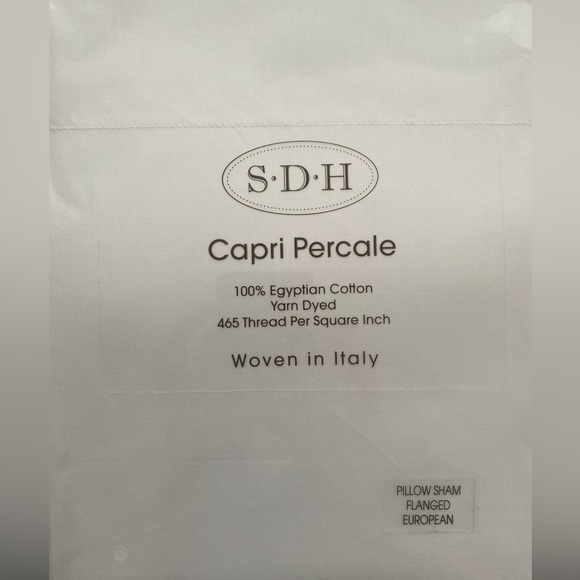 S·D·H
Capri Percale
100% Egyptian Cotton
Yarn Dyed
465 Thread Per Square Inch
Woven in Italy
PILLOW SHAM
FLANGED
EUROPEAN